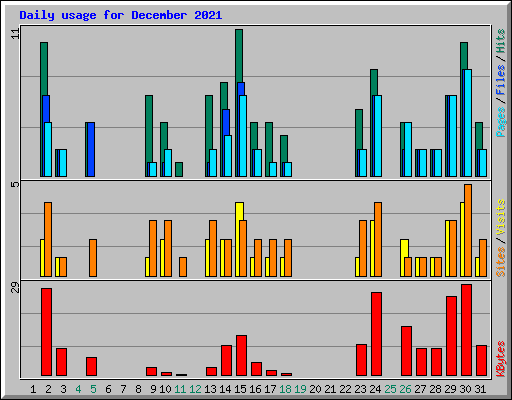 Daily usage for December 2021
11
Pages / Files / Hits
5
Sites / Visits
29
KBytes
1 2 3 4 5 6 7 8 9 10 11 12 13 14 15 16 17 18 19 20 21 22 23 24 25 26 27 28 29 30 31